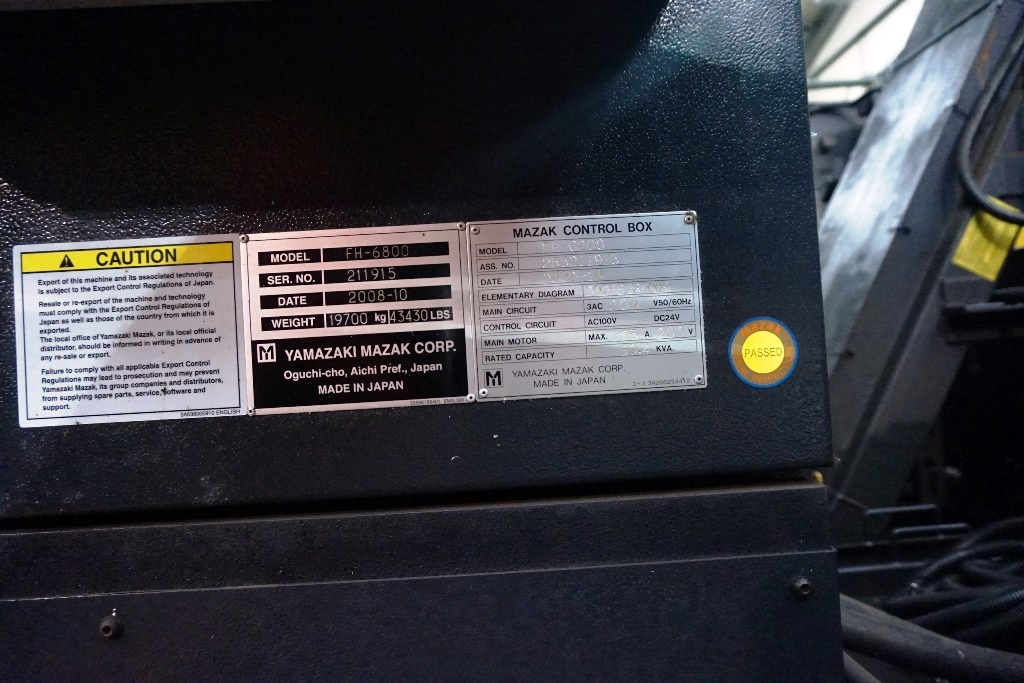 CAUTION
Export of this machine and its associated technology
is subject to the Export Control Regulations of Japan.
Resale or re-export of the machine and technology
must comply with the Export Control Regulations of
Japan as well as those of the country from which it is
exported.
The local office of Yamazaki Mazak, or its local official
distributor, should be informed in writing in advance of
any re-sale or export.
Failure to comply with all applicable Export Control
Regulations may lead to prosecution and may prevent
Yamazaki Mazak, its group companies and distributors,
from supplying spare parts, service, software and
support.
ENGLISH
MODEL FH-6800
SER. NO. 211915
DATE 2008-10
WEIGHT 19700 kg 43430 LBS
YAMAZAKI MAZAK CORP.
Oguchi-cho, Aichi Pref., Japan
MADE IN JAPAN
ENGLISH
MAZAK CONTROL BOX
MODEL
ASS. NO.
DATE
ELEMENTARY DIAGRAM
MAIN CIRCUIT 3AC V50/60Hz
CONTROL CIRCUIT AC100V DC24V
MAIN MOTOR MAX. A V
RATED CAPACITY KVA
YAMAZAKI MAZAK CORP.
MADE IN JAPAN
PASSED